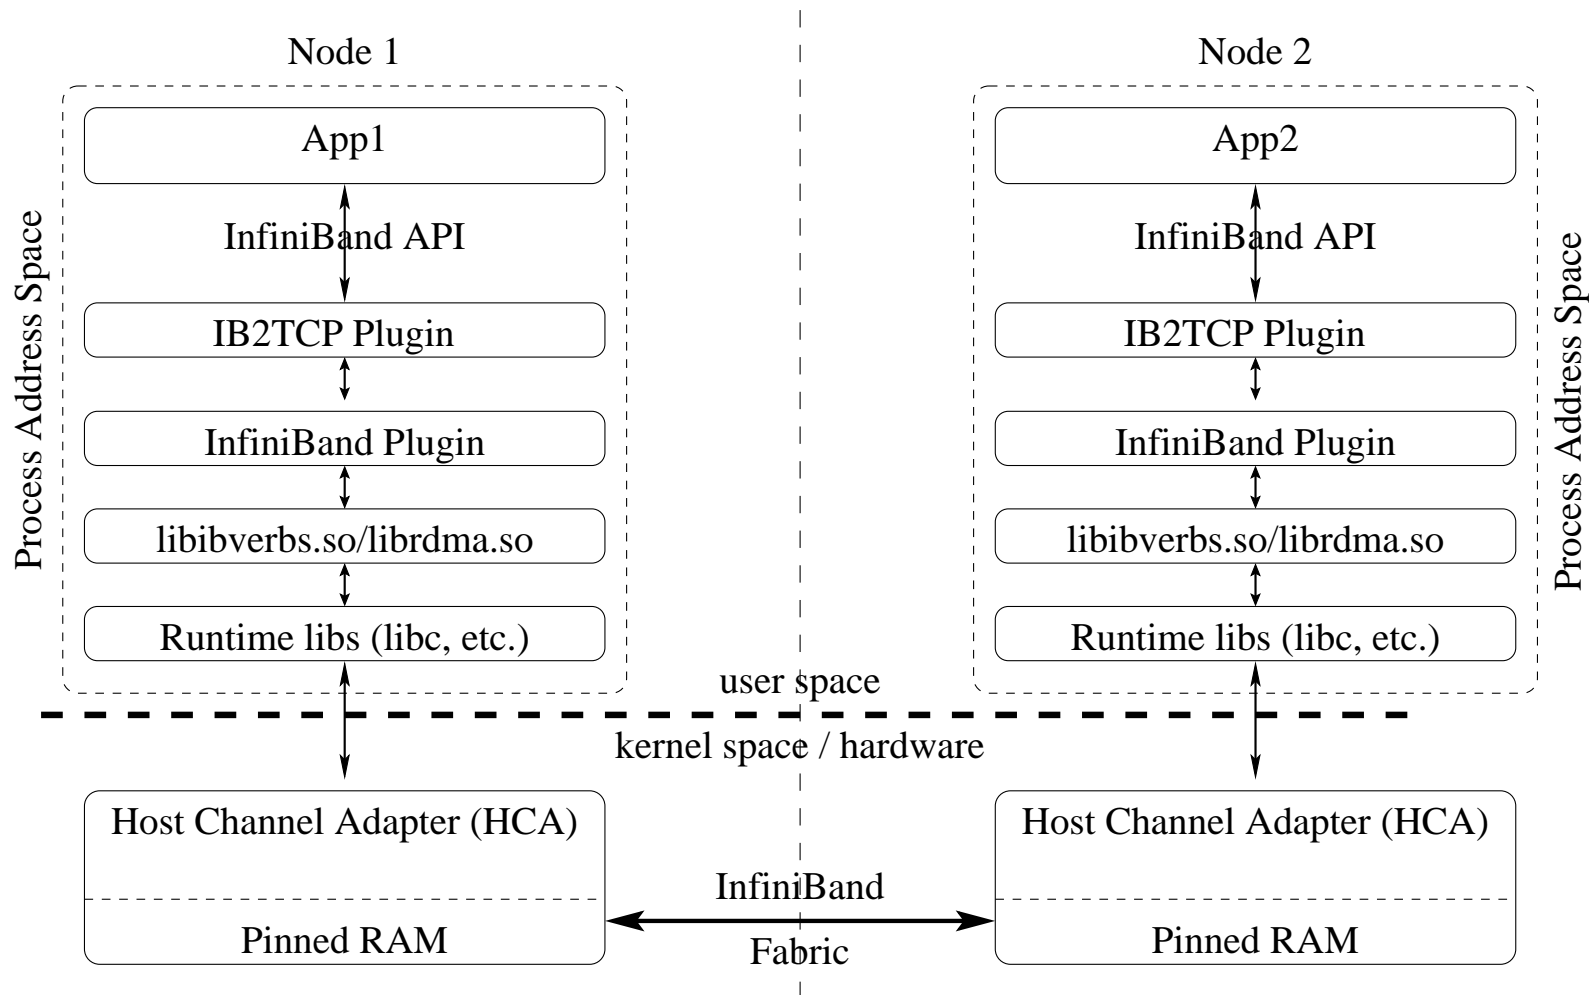 Node 1
App1
InfiniBand API
IB2TCP Plugin
InfiniBand Plugin
libibverbs.so/librdma.so
Runtime libs (libc, etc.)
Process Address Space
Node 2
App2
InfiniBand API
IB2TCP Plugin
InfiniBand Plugin
libibverbs.so/librdma.so
Runtime libs (libc, etc.)
Process Address Space
user space
kernel space / hardware
Host Channel Adapter (HCA)
Pinned RAM
InfiniBand
Fabric
Host Channel Adapter (HCA)
Pinned RAM